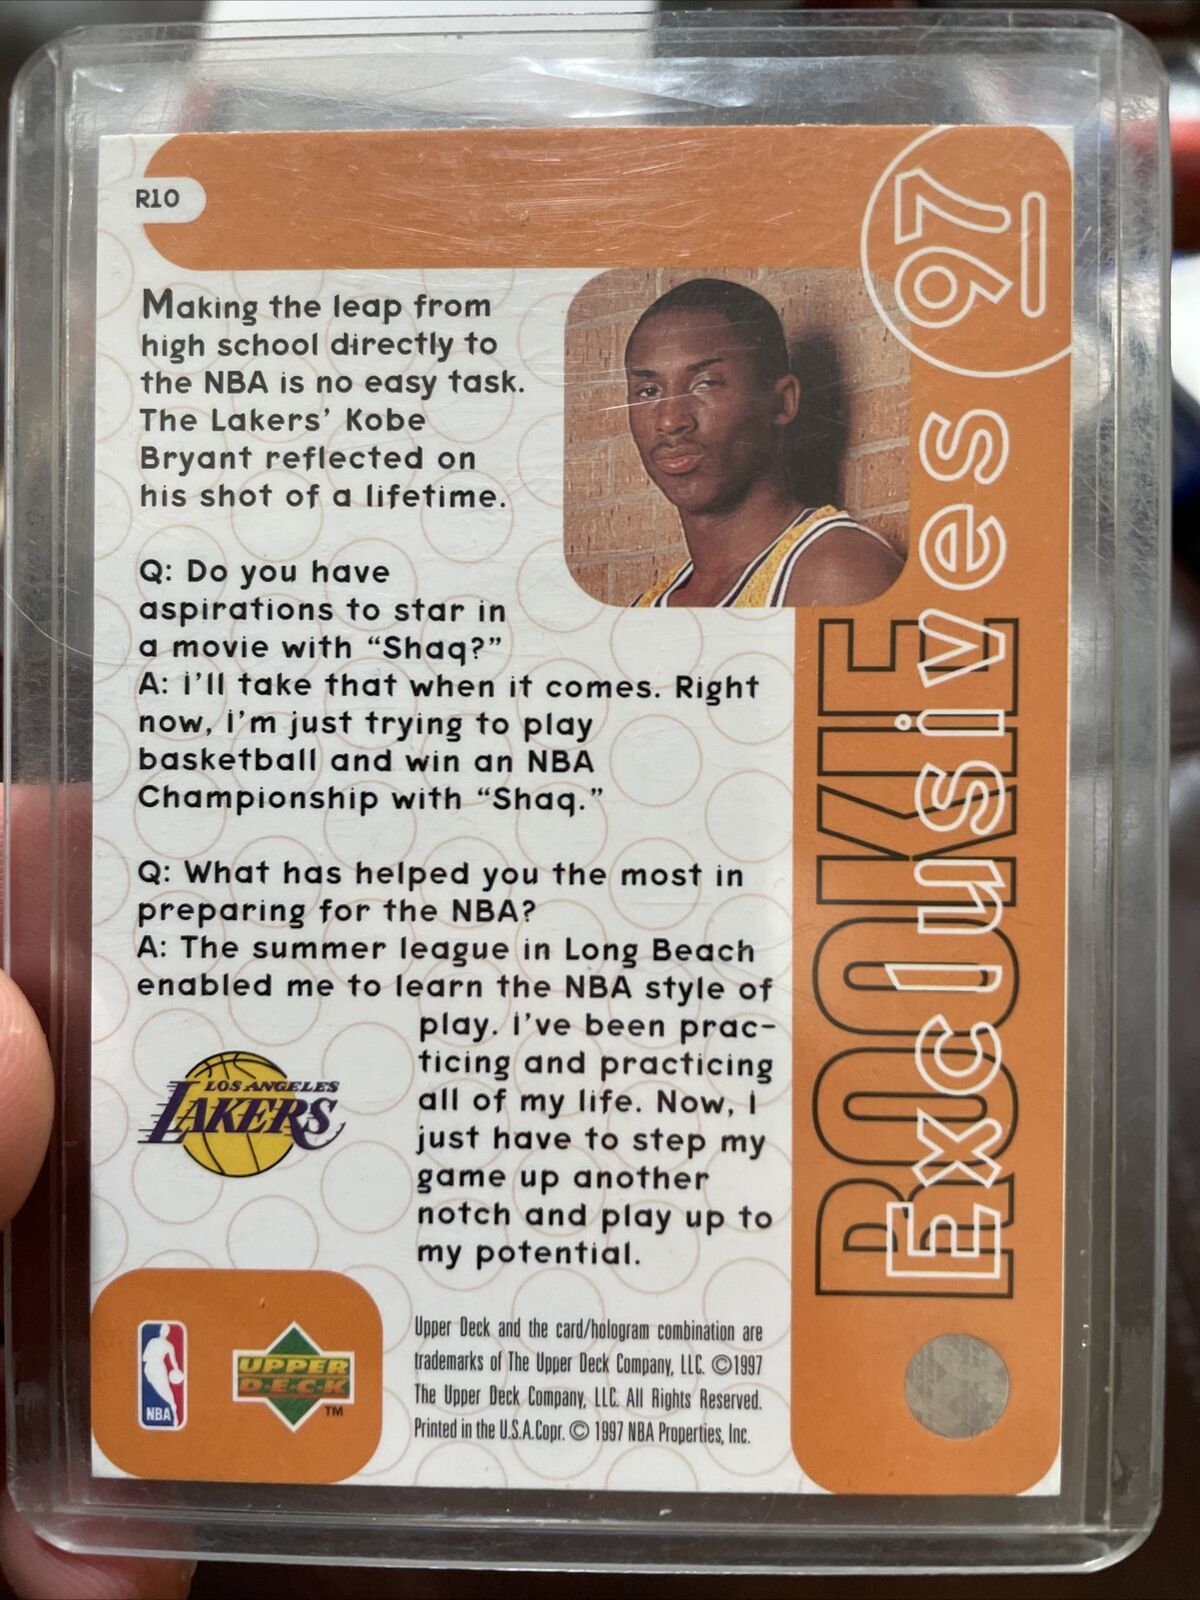 R10
97
Making the leap from
high school directly to
the NBA is no easy task.
The Lakers' Kobe
Bryant reflected on
his shot of a lifetime.
Q: Do you have
aspirations to star in
a movie with “Shaq?”
A: i'll take that when it comes. Right
now, i'm just trying to play
basketball and win an NBA
Championship with “Shaq.”
Q: What has helped you the most in
preparing for the NBA?
A: The summer league in Long Beach
enabled me to learn the NBA style of
play. i've been prac-
ticing and practicing
all of my life. Now, i
just have to step my
game up another
notch and play up to
my potential.
ROOKIE
Exclusives
LOS ANGELES
LAKERS
NBA
UPPER
D·E·C·K
TM
Upper Deck and the card/hologram combination are
trademarks of The Upper Deck Company, LLC. ©1997
The Upper Deck Company, LLC. All Rights Reserved.
Printed in the U.S.A.Copr. © 1997 NBA Properties, Inc.